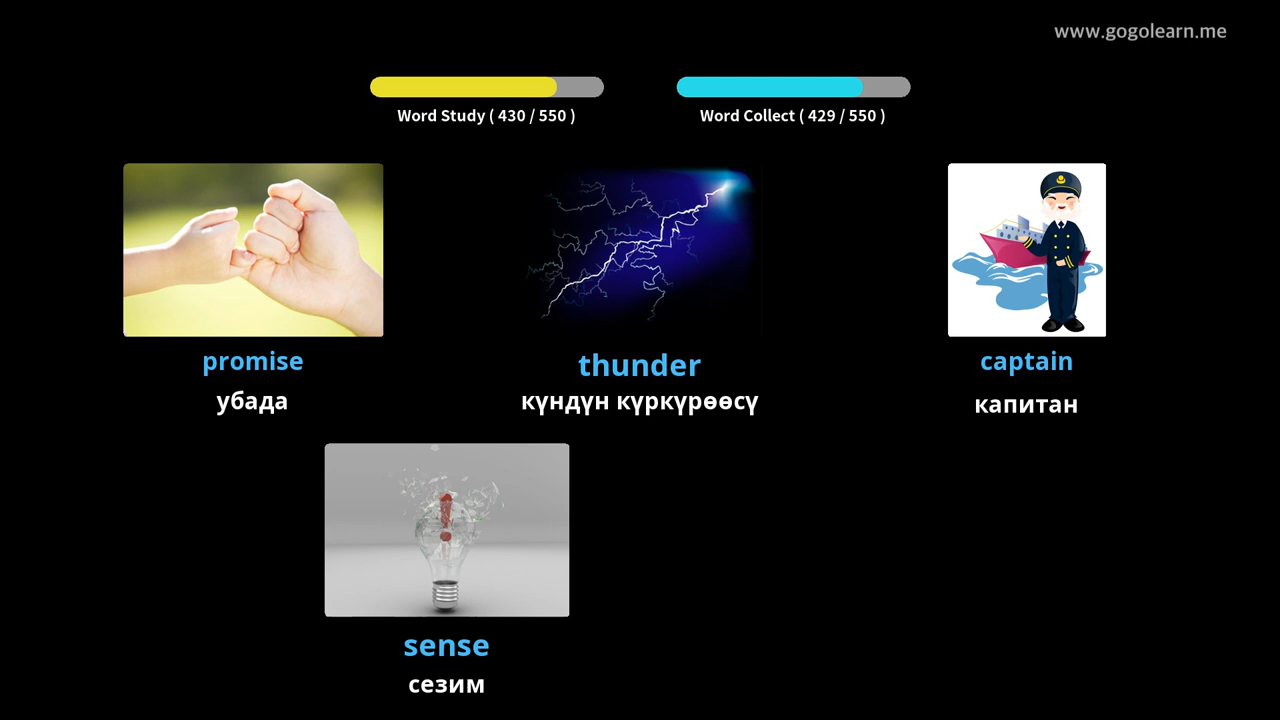 www.gogolearn.me
Word Study ( 430 / 550 )
Word Collect ( 429 / 550 )
promise
убада
thunder
күндүн күркүрөөсү
captain
капитан
sense
сезим